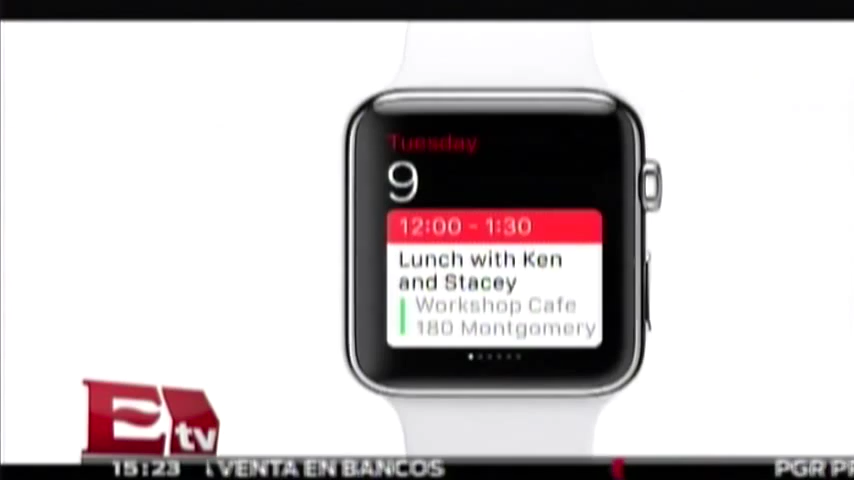 Tuesday
9
12:00 - 1:30
Lunch with Ken
and Stacey
Workshop Cafe
180 Montgomery
E tv
15:23 VENTA EN BANCOS PGR